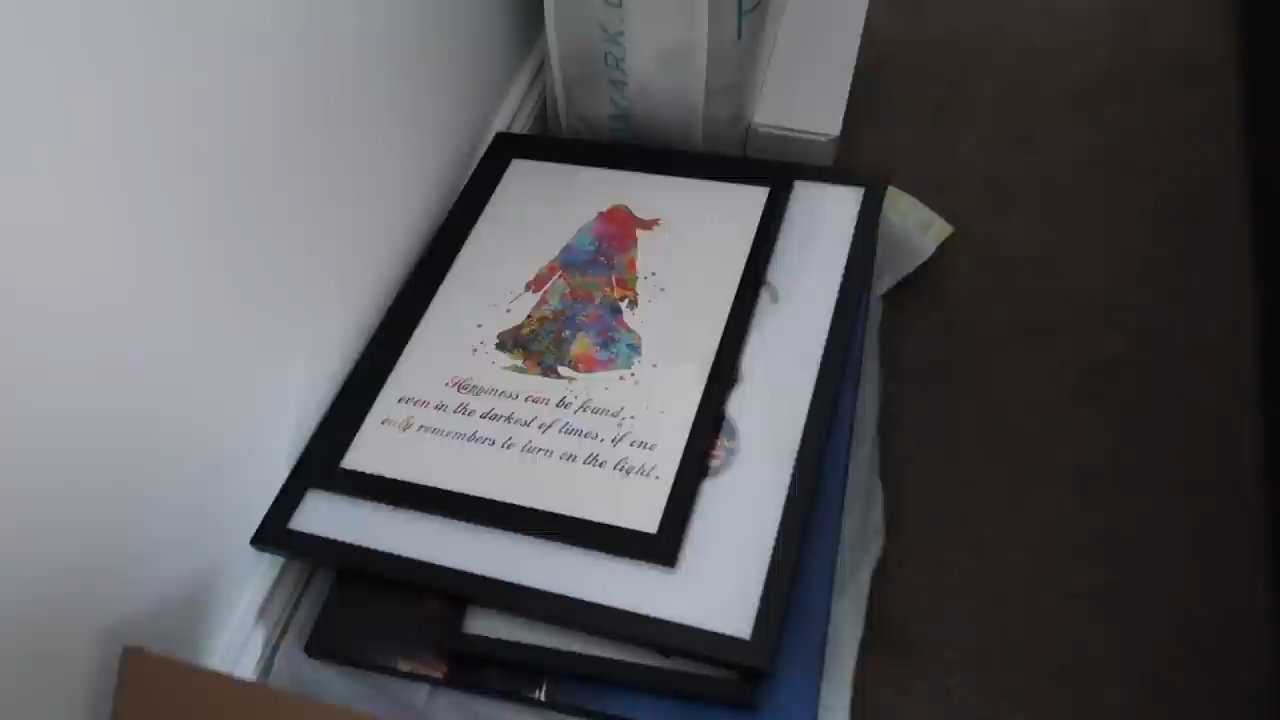 WARK.
Happiness can be found,
even in the darkest of times, if one
only remembers to turn on the light.